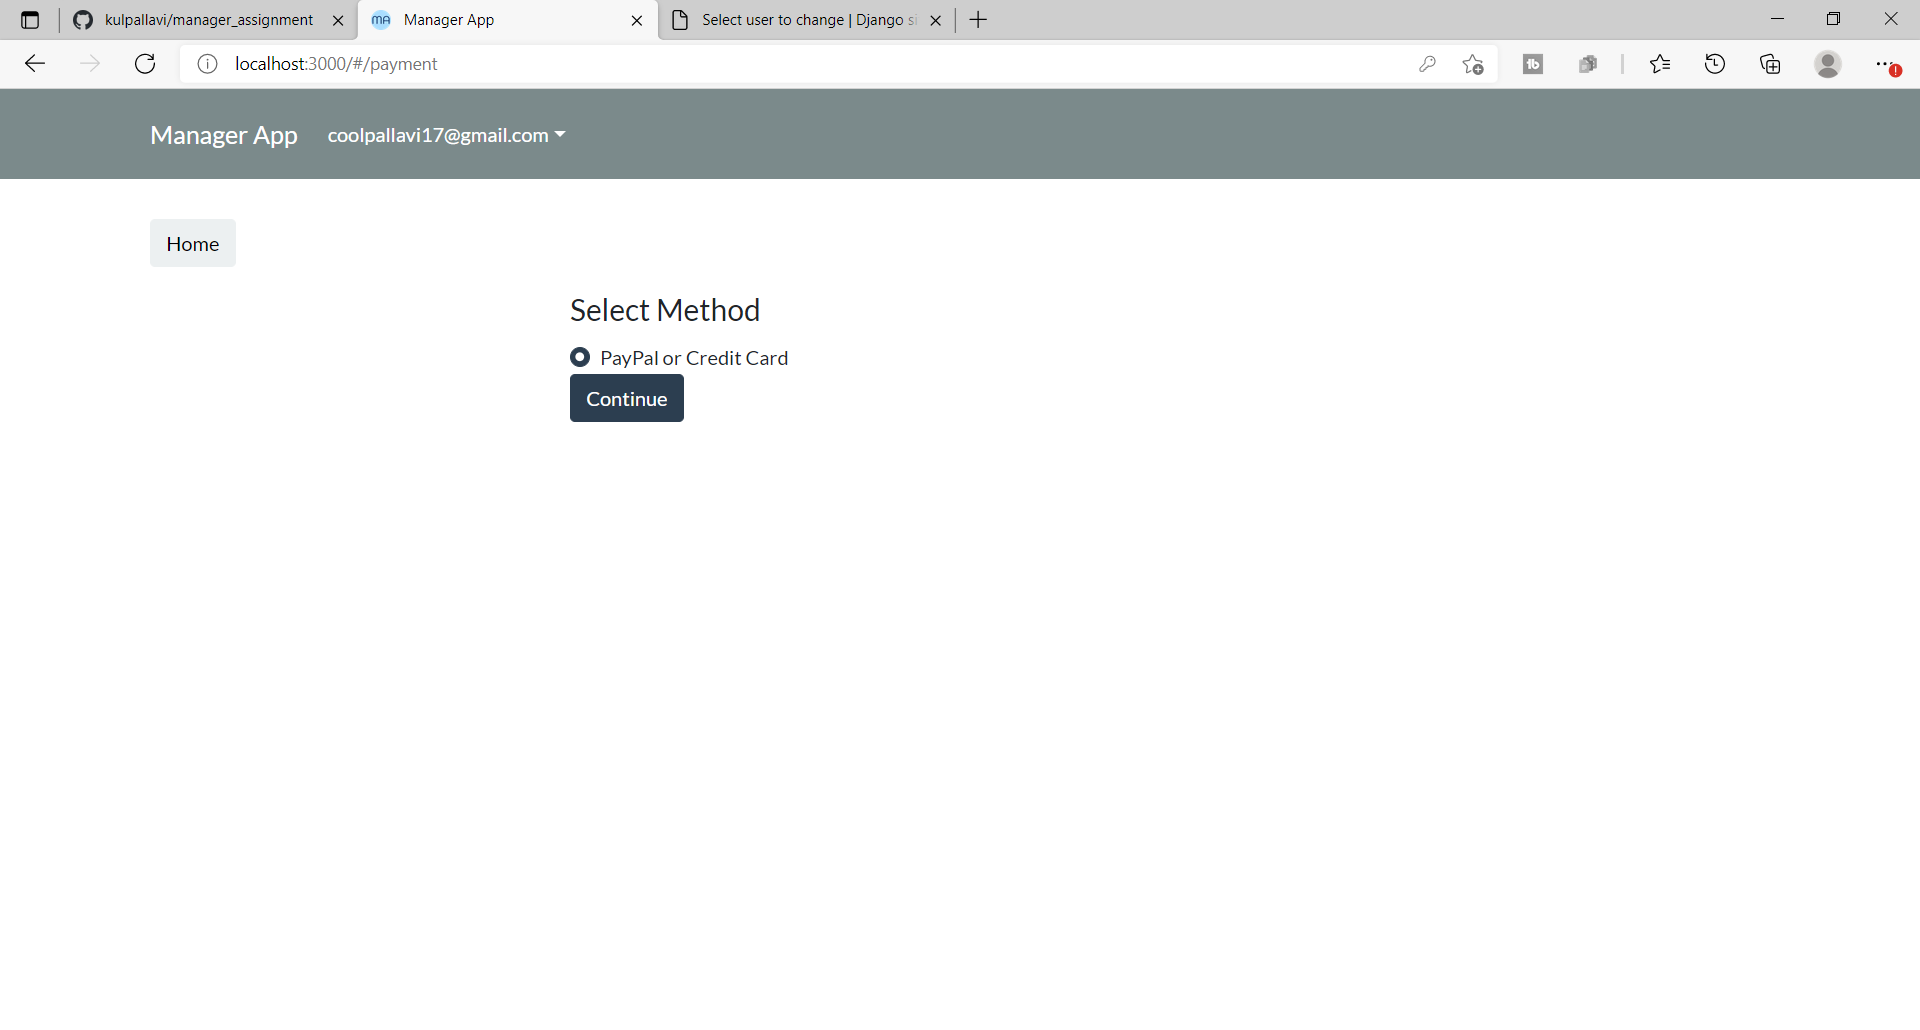 kulpallavi/manager_assignment
MA Manager App
Select user to change | Django si
localhost:3000/#/payment
Manager App coolpallavi17@gmail.com
Home
Select Method
PayPal or Credit Card
Continue